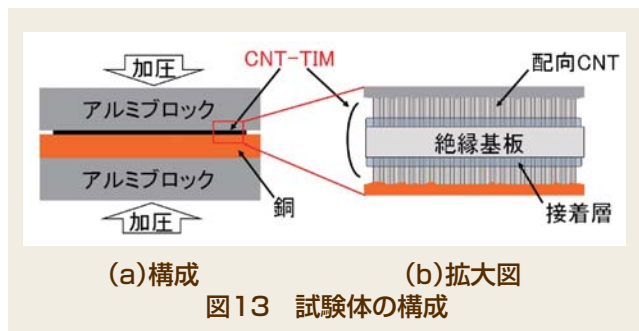 加圧
CNT-TIM
アルミブロック
アルミブロック
銅
加圧
配向CNT
絶縁基板
接着層
(a)構成
(b)拡大図
図13 試験体の構成